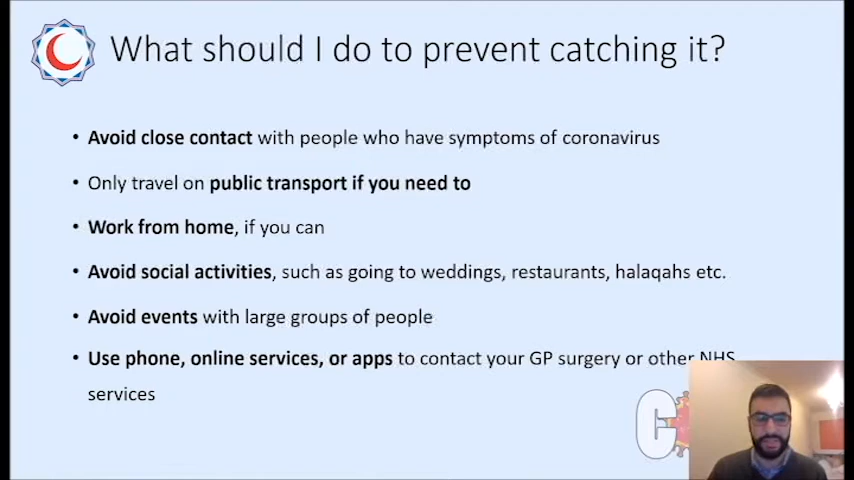 What should I do to prevent catching it?
• Avoid close contact with people who have symptoms of coronavirus
• Only travel on public transport if you need to
• Work from home, if you can
• Avoid social activities, such as going to weddings, restaurants, halaqahs etc.
• Avoid events with large groups of people
• Use phone, online services, or apps to contact your GP surgery or other NHS
services
C